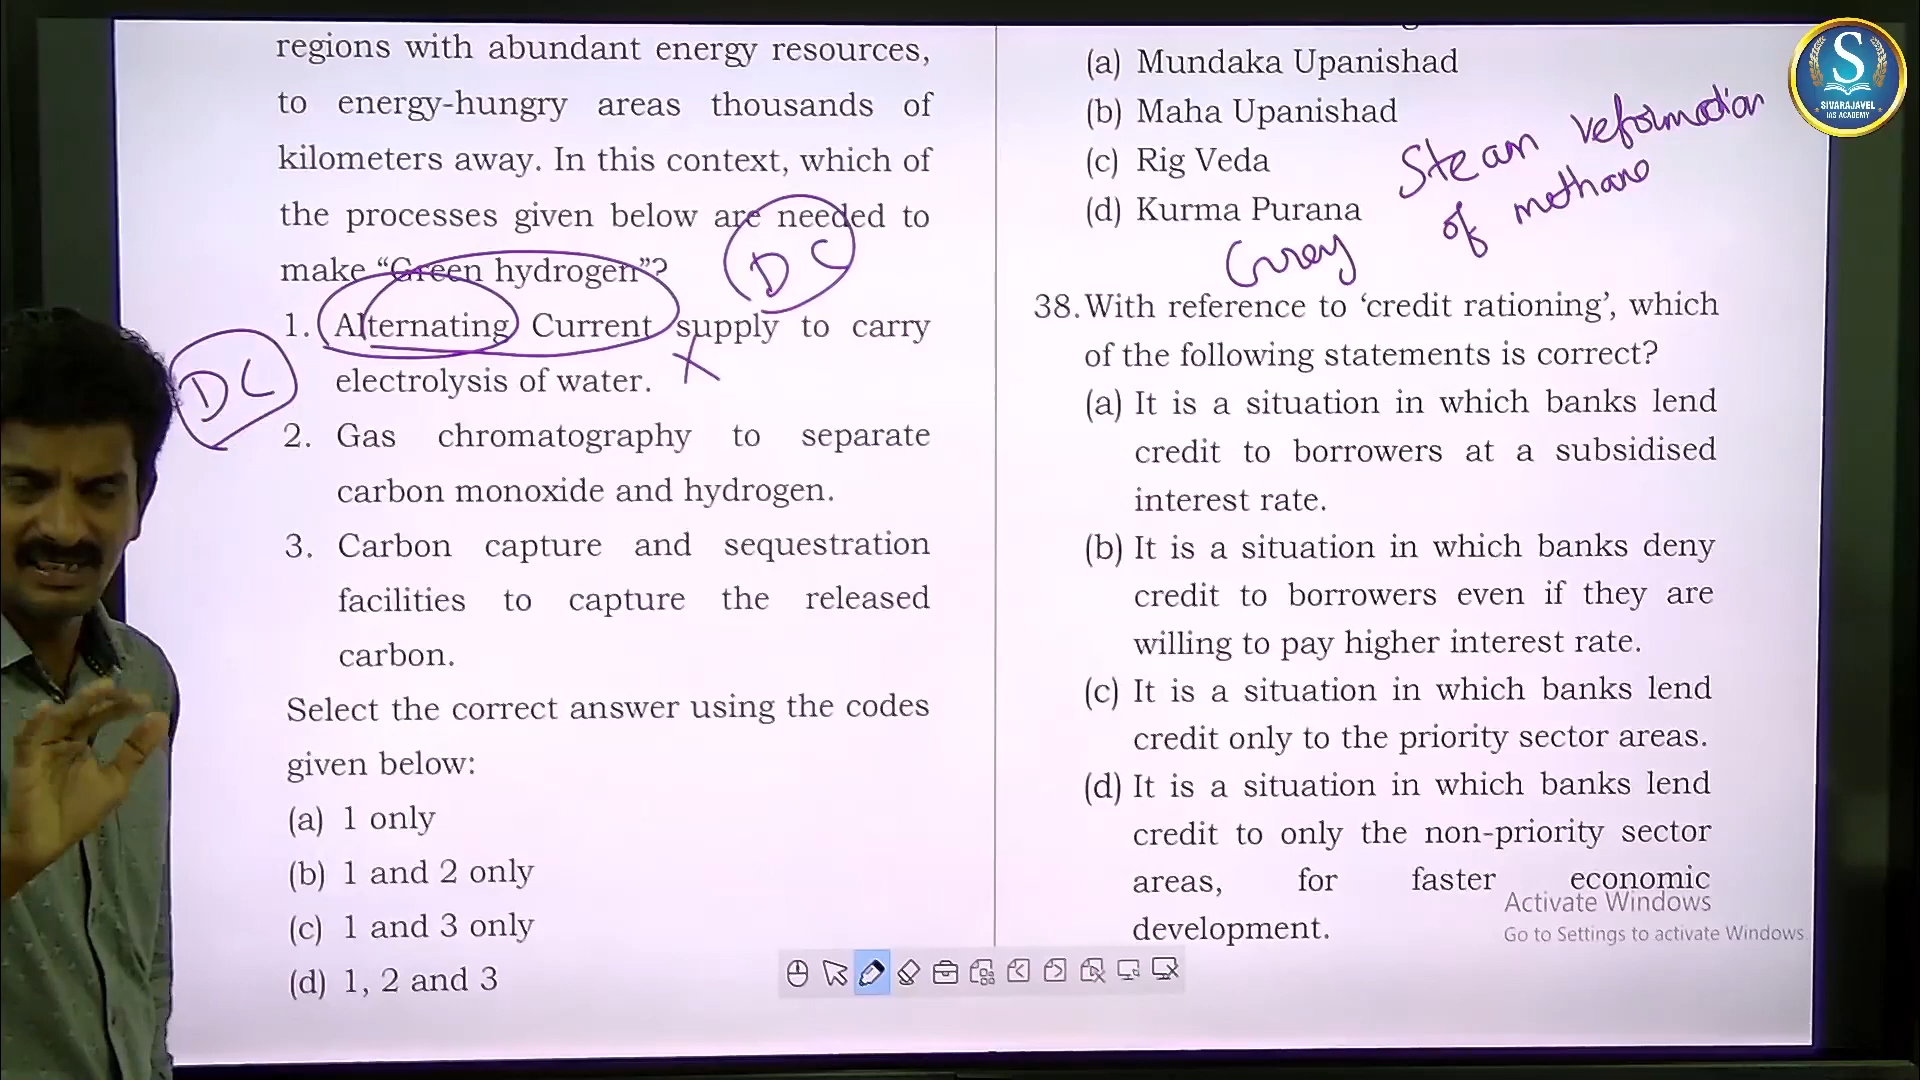 regions with abundant energy resources,
to energy-hungry areas thousands of
kilometers away. In this context, which of
the processes given below are needed to
make “Green hydrogen”?
DC
1. Alternating Current supply to carry
electrolysis of water.
DC
2. Gas chromatography to separate
carbon monoxide and hydrogen.
3. Carbon capture and sequestration
facilities to capture the released
carbon.
Select the correct answer using the codes
given below:
(a) 1 only
(b) 1 and 2 only
(c) 1 and 3 only
(d) 1, 2 and 3
(a) Mundaka Upanishad
(b) Maha Upanishad
(c) Rig Veda
(d) Kurma Purana
Steam reformation
of methane
Grey
38. With reference to ‘credit rationing’, which
of the following statements is correct?
(a) It is a situation in which banks lend
credit to borrowers at a subsidised
interest rate.
(b) It is a situation in which banks deny
credit to borrowers even if they are
willing to pay higher interest rate.
(c) It is a situation in which banks lend
credit only to the priority sector areas.
(d) It is a situation in which banks lend
credit to only the non-priority sector
areas, for faster economic
development.
Activate Windows
Go to Settings to activate Windows
S
SIVARAJAVEL
IAS ACADEMY